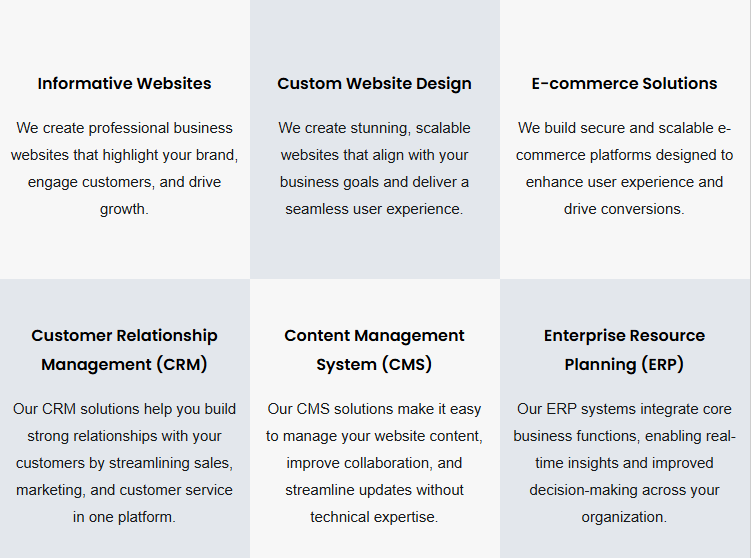 Informative Websites
We create professional business
websites that highlight your brand,
engage customers, and drive
growth.
Custom Website Design
We create stunning, scalable
websites that align with your
business goals and deliver a
seamless user experience.
E-commerce Solutions
We build secure and scalable e-
commerce platforms designed to
enhance user experience and
drive conversions.
Customer Relationship
Management (CRM)
Our CRM solutions help you build
strong relationships with your
customers by streamlining sales,
marketing, and customer service
in one platform.
Content Management
System (CMS)
Our CMS solutions make it easy
to manage your website content,
improve collaboration, and
streamline updates without
technical expertise.
Enterprise Resource
Planning (ERP)
Our ERP systems integrate core
business functions, enabling real-
time insights and improved
decision-making across your
organization.